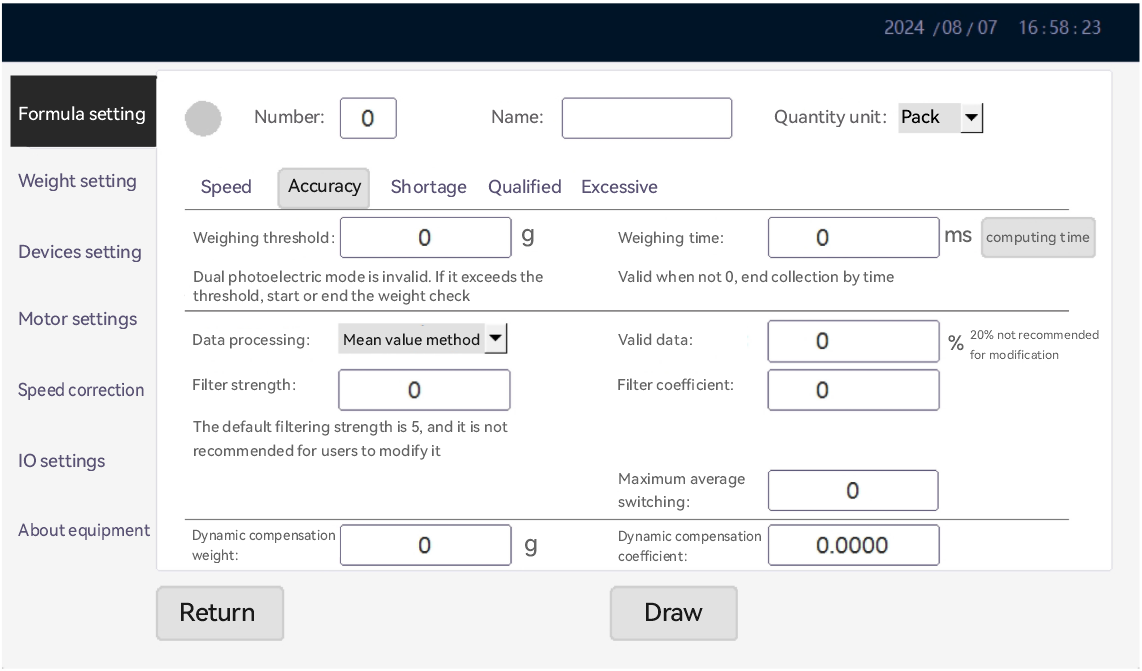 2024 /08/07 16:58:23
Formula setting
Number: 0 Name: Quantity unit: Pack
Weight setting
Speed Accuracy Shortage Qualified Excessive
Devices setting
Weighing threshold: 0 g Weighing time: 0 ms computing time
Dual photoelectric mode is invalid. If it exceeds the
threshold, start or end the weight check
Valid when not 0, end collection by time
Motor settings
Data processing: Mean value method Valid data: 0 % 20% not recommended
for modification
Speed correction
Filter strength: 0 Filter coefficient: 0
The default filtering strength is 5, and it is not
recommended for users to modify it
IO settings
Maximum average
switching: 0
About equipment
Dynamic compensation
weight: 0 g
Dynamic compensation
coefficient: 0.0000
Return Draw